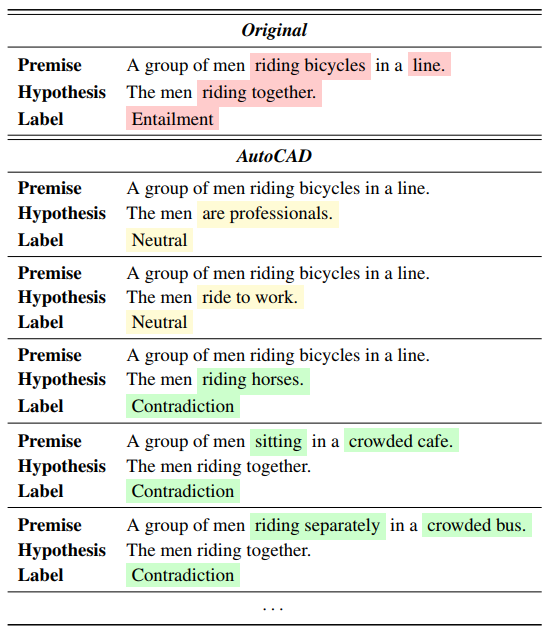 Original
Premise A group of men riding bicycles in a line.
Hypothesis The men riding together.
Label Entailment
AutoCAD
Premise A group of men riding bicycles in a line.
Hypothesis The men are professionals.
Label Neutral
Premise A group of men riding bicycles in a line.
Hypothesis The men ride to work.
Label Neutral
Premise A group of men riding bicycles in a line.
Hypothesis The men riding horses.
Label Contradiction
Premise A group of men sitting in a crowded cafe.
Hypothesis The men riding together.
Label Contradiction
Premise A group of men riding separately in a crowded bus.
Hypothesis The men riding together.
Label Contradiction
...